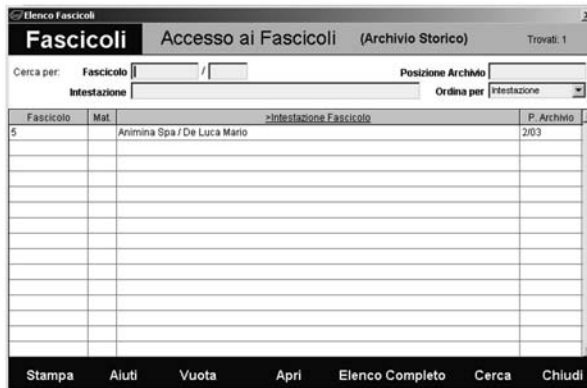 Elenco Fascicoli
Fascicoli Accesso ai Fascicoli (Archivio Storico) Trovati: 1
Cerca per: Fascicolo / Posizione Archivio
Intestazione Ordina per Intestazione
Fascicolo Mat. >Intestazione Fascicolo P. Archivio
5 Animina Spa / De Luca Mario 2/03
Stampa Aiuti Vuota Apri Elenco Completo Cerca Chiudi